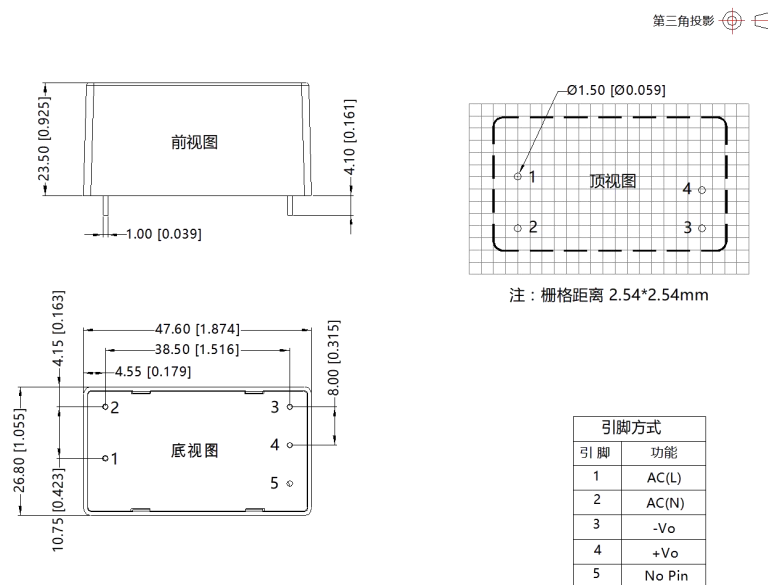 第三角投影
23.50 [0.925]
前视图
4.10 [0.161]
1.00 [0.039]
Ø1.50 [Ø0.059]
1
顶视图
4
2
3
注：栅格距离 2.54*2.54mm
4.15 [0.163]
47.60 [1.874]
38.50 [1.516]
4.55 [0.179]
8.00 [0.315]
26.80 [1.055]
2
3
底视图
4
1
5
10.75 [0.423]
引脚方式
引 脚 功能
1 AC(L)
2 AC(N)
3 -Vo
4 +Vo
5 No Pin